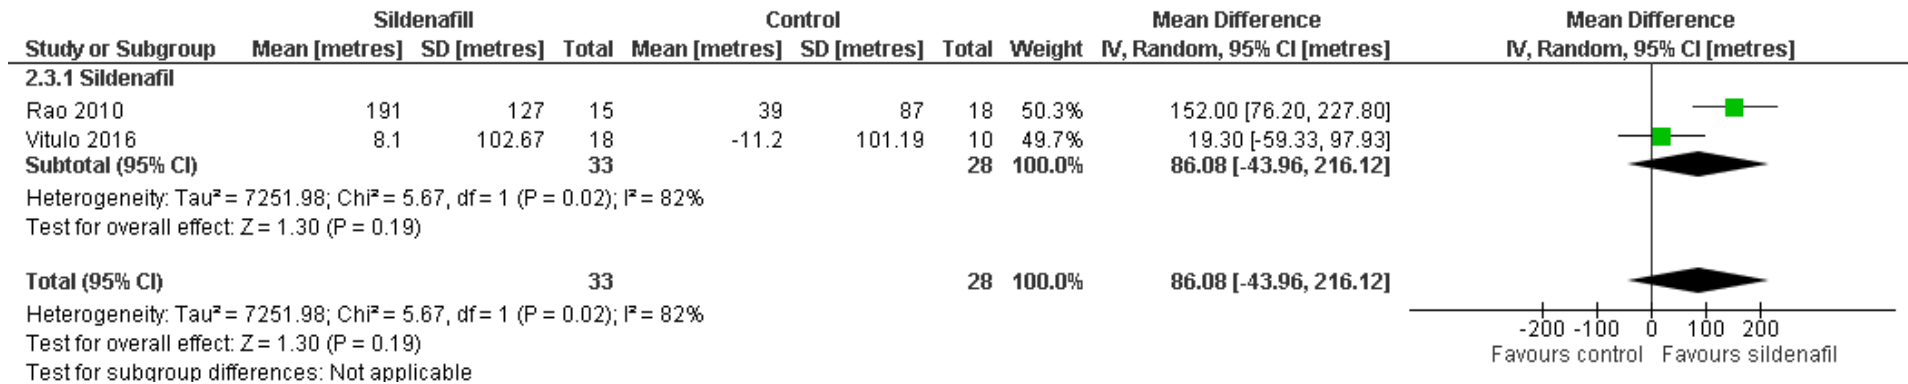 Sildenafill Control Mean Difference Mean Difference
Study or Subgroup Mean [metres] SD [metres] Total Mean [metres] SD [metres] Total Weight IV, Random, 95% CI [metres] IV, Random, 95% CI [metres]
2.3.1 Sildenafil
Rao 2010 191 127 15 39 87 18 50.3% 152.00 [76.20, 227.80]
Vitulo 2016 8.1 102.67 18 -11.2 101.19 10 49.7% 19.30 [-59.33, 97.93]
Subtotal (95% CI) 33 28 100.0% 86.08 [-43.96, 216.12]
Heterogeneity: Tau² = 7251.98; Chi² = 5.67, df = 1 (P = 0.02); I² = 82%
Test for overall effect: Z = 1.30 (P = 0.19)
Total (95% CI) 33 28 100.0% 86.08 [-43.96, 216.12]
Heterogeneity: Tau² = 7251.98; Chi² = 5.67, df = 1 (P = 0.02); I² = 82%
Test for overall effect: Z = 1.30 (P = 0.19)
Test for subgroup differences: Not applicable
-200 -100 0 100 200
Favours control Favours sildenafil